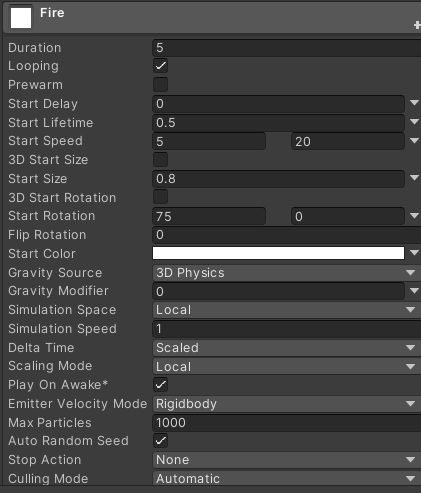 Fire
Duration 5
Looping
Prewarm
Start Delay 0
Start Lifetime 0.5
Start Speed 5 20
3D Start Size
Start Size 0.8
3D Start Rotation
Start Rotation 75 0
Flip Rotation 0
Start Color
Gravity Source 3D Physics
Gravity Modifier 0
Simulation Space Local
Simulation Speed 1
Delta Time Scaled
Scaling Mode Local
Play On Awake*
Emitter Velocity Mode Rigidbody
Max Particles 1000
Auto Random Seed
Stop Action None
Culling Mode Automatic